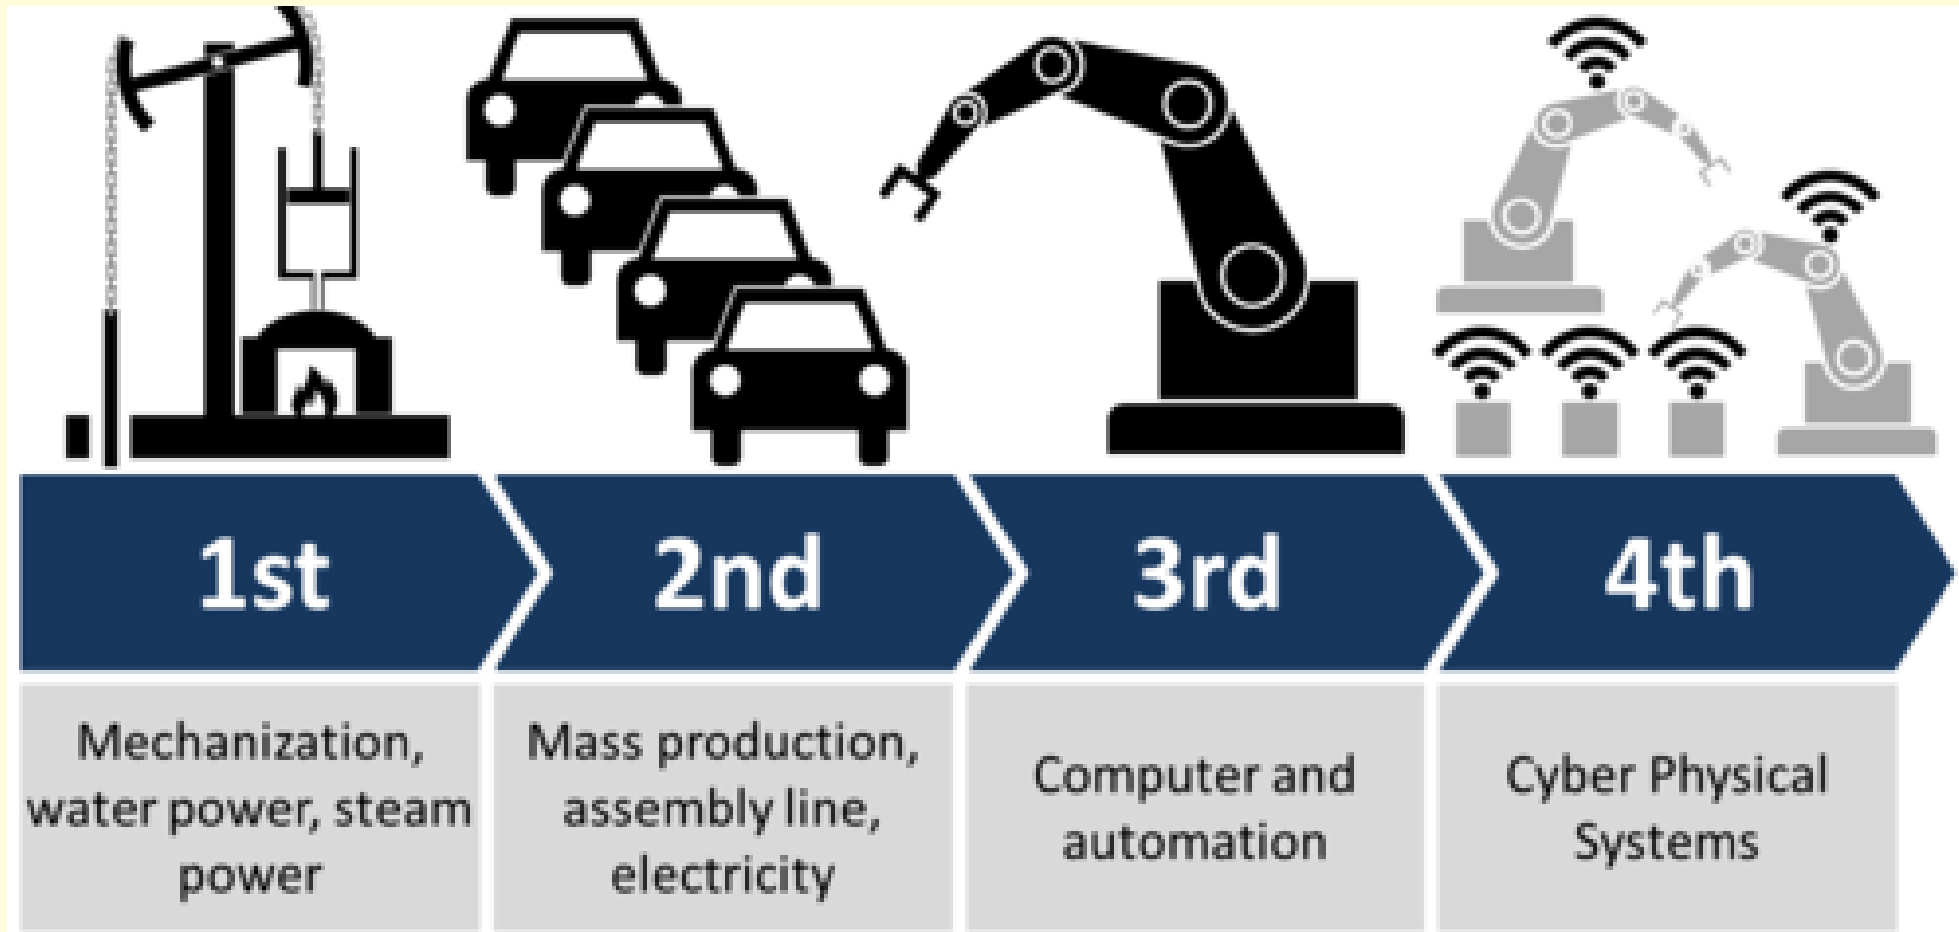 1st
2nd
3rd
4th
Mechanization,
water power, steam
power
Mass production,
assembly line,
electricity
Computer and
automation
Cyber Physical
Systems